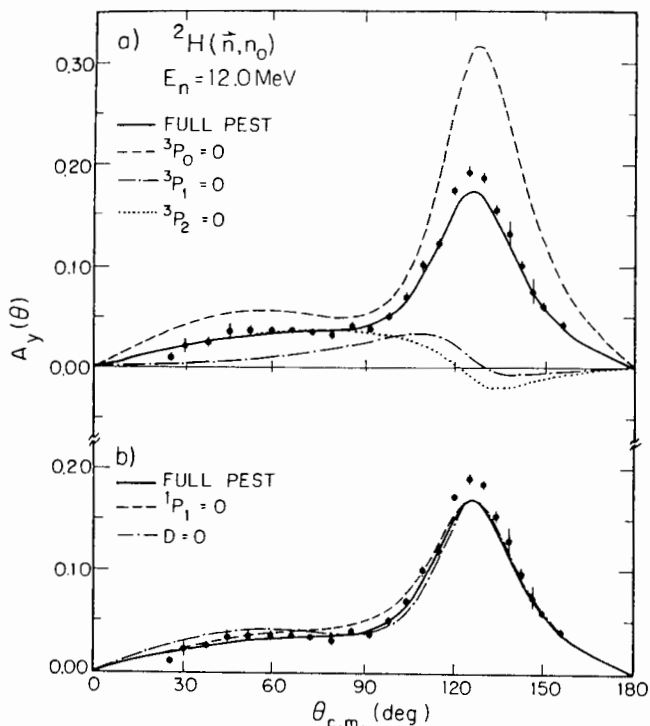 a) ²H(n⃗,n₀)
Eₙ=12.0MeV
FULL PEST
³P₀=0
³P₁=0
³P₂=0
0.30
0.20
0.10
0.00
A_y(θ)
b)
FULL PEST
¹P₁=0
D=0
0.20
0.10
0.00
0 30 60 90 120 150 180
θ_c.m. (deg)